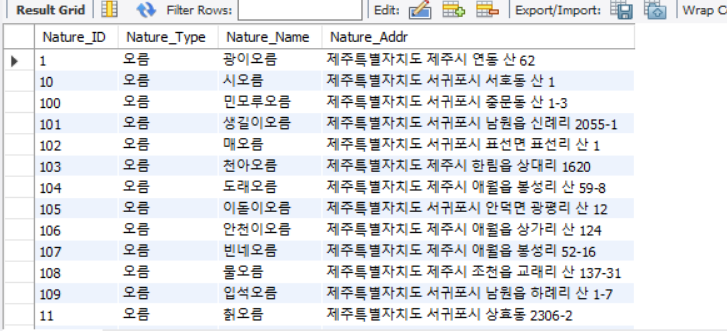 Result Grid Filter Rows: Edit: Export/Import: Wrap C
Nature_ID Nature_Type Nature_Name Nature_Addr
1 오름 광이오름 제주특별자치도 제주시 연동 산 62
10 오름 시오름 제주특별자치도 서귀포시 서호동 산 1
100 오름 민모루오름 제주특별자치도 서귀포시 중문동 산 1-3
101 오름 생길이오름 제주특별자치도 서귀포시 남원읍 신례리 2055-1
102 오름 매오름 제주특별자치도 서귀포시 표선면 표선리 산 1
103 오름 천아오름 제주특별자치도 제주시 한림읍 상대리 1620
104 오름 도래오름 제주특별자치도 제주시 애월읍 봉성리 산 59-8
105 오름 이돌이오름 제주특별자치도 서귀포시 안덕면 광평리 산 12
106 오름 안천이오름 제주특별자치도 제주시 애월읍 상가리 산 124
107 오름 빈네오름 제주특별자치도 제주시 애월읍 봉성리 52-16
108 오름 물오름 제주특별자치도 제주시 조천읍 교래리 산 137-31
109 오름 입석오름 제주특별자치도 서귀포시 남원읍 하례리 산 1-7
11 오름 칡오름 제주특별자치도 서귀포시 상효동 2306-2